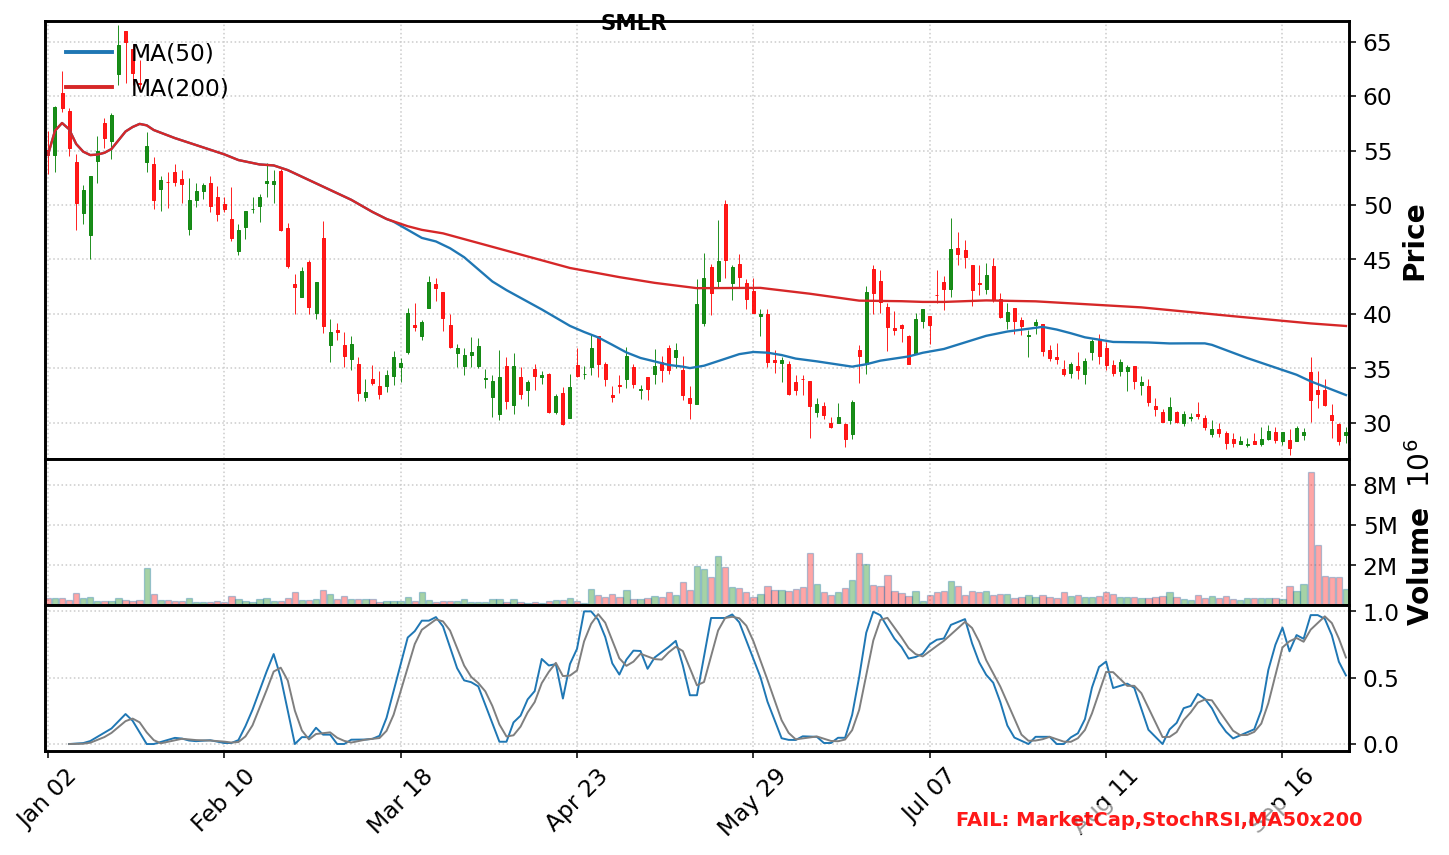 SMLR
MA(50)
MA(200)
65
60
55
50
45
40
35
30
Price
8M
5M
2M
Volume 10^6
1.0
0.5
0.0
Jan 02
Feb 10
Mar 18
Apr 23
May 29
Jul 07
Aug 11
Sep 16
FAIL: MarketCap,StochRSI,MA50x200